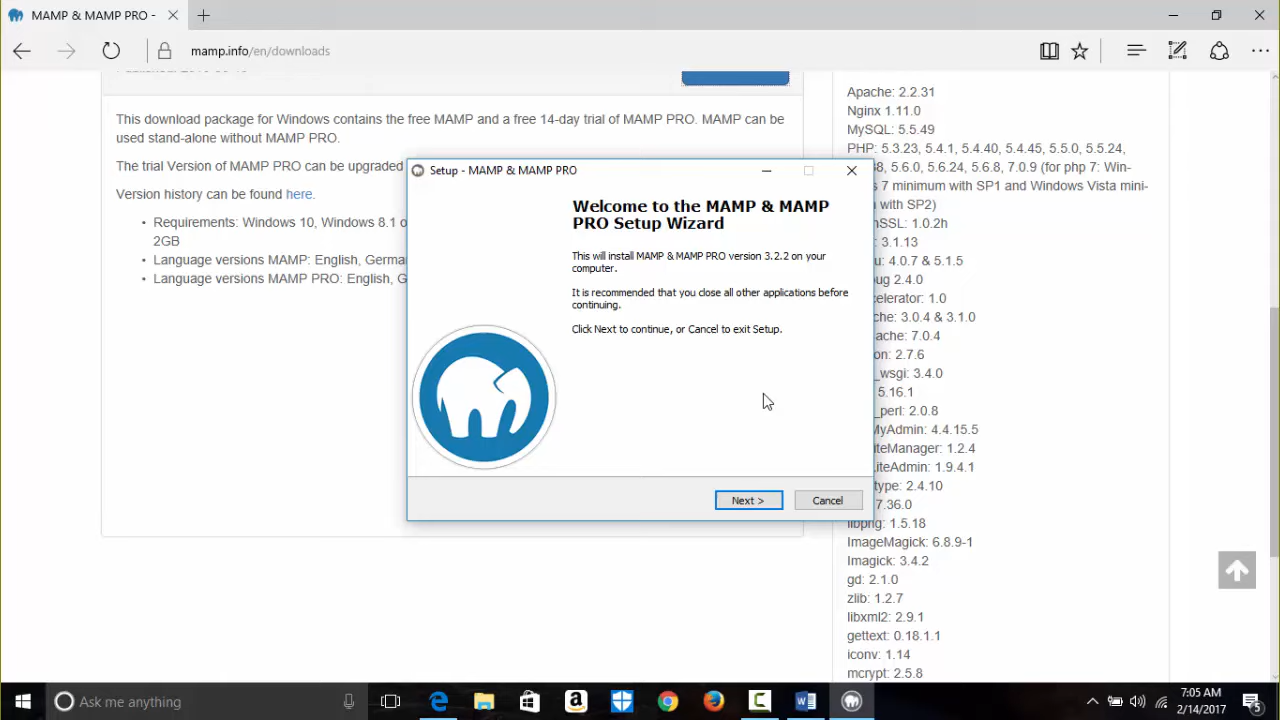 MAMP & MAMP PRO -
mamp.info/en/downloads
This download package for Windows contains the free MAMP and a free 14-day trial of MAMP PRO. MAMP can be
used stand-alone without MAMP PRO.
The trial Version of MAMP PRO can be upgraded
Version history can be found here.
Requirements: Windows 10, Windows 8.1 o
2GB
Language versions MAMP: English, Germa
Language versions MAMP PRO: English, G
Setup - MAMP & MAMP PRO
Welcome to the MAMP & MAMP
PRO Setup Wizard
This will install MAMP & MAMP PRO version 3.2.2 on your
computer.
It is recommended that you close all other applications before
continuing.
Click Next to continue, or Cancel to exit Setup.
Next >
Cancel
Apache: 2.2.31
Nginx 1.11.0
MySQL: 5.5.49
PHP: 5.3.23, 5.4.1, 5.4.40, 5.4.45, 5.5.0, 5.5.24,
38, 5.6.0, 5.6.24, 5.6.8, 7.0.9 (for php 7: Win-
s 7 minimum with SP1 and Windows Vista mini-
with SP2)
nSSL: 1.0.2h
: 3.1.13
u: 4.0.7 & 5.1.5
ebug 2.4.0
celerator: 1.0
che: 3.0.4 & 3.1.0
ache: 7.0.4
on: 2.7.6
_wsgi: 3.4.0
5.16.1
_perl: 2.0.8
MyAdmin: 4.4.15.5
iteManager: 1.2.4
LiteAdmin: 1.9.4.1
type: 2.4.10
7.36.0
libpng: 1.5.18
ImageMagick: 6.8.9-1
Imagick: 3.4.2
gd: 2.1.0
zlib: 1.2.7
libxml2: 2.9.1
gettext: 0.18.1.1
iconv: 1.14
mcrypt: 2.5.8
Ask me anything
7:05 AM
2/14/2017
5